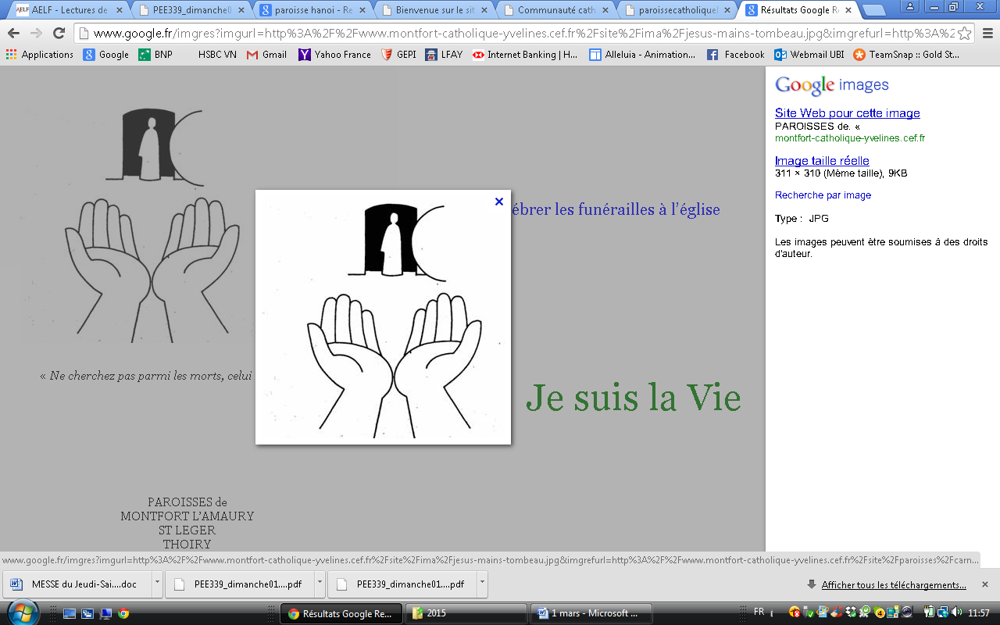 AELF - Lectures de
PEE339_dimanche0
paroisse hanoi - Re
Bienvenue sur le sit
Communauté cath
paroissecatholique
Résultats Google Re
www.google.fr/imgres?imgurl=http%3A%2F%2Fwww.montfort-catholique-yvelines.cef.fr%2Fsite%2Fima%2Fjesus-mains-tombeau.jpg&imgrefurl=http%3A%2
Applications
Google
BNP
HSBC VN
Gmail
Yahoo France
GEPI
LFAY
Internet Banking | H...
Alleluia - Animation...
Facebook
Webmail UBI
TeamSnap :: Gold St...
Google images
Site Web pour cette image
PAROISSES de. «
montfort-catholique-yvelines.cef.fr
Image taille réelle
311 × 310 (Même taille), 9KB
Recherche par image
Type : JPG
Les images peuvent être soumises à des droits
d'auteur.
ébrer les funérailles à l'église
« Ne cherchez pas parmi les morts, celui
Je suis la Vie
PAROISSES de
MONTFORT L'AMAURY
ST LEGER
THOIRY
www.google.fr/imgres?imgurl=http%3A%2F%2Fwww.montfort-catholique-yvelines.cef.fr%2Fsite%2Fima%2Fjesus-mains-tombeau.jpg&imgrefurl=http%3A%2F%2Fwww.montfort-catholique-yvelines.cef.fr%2Fsite%2Fparoisses%2Fcarn...
MESSE du Jeudi-Sai....doc
PEE339_dimanche01....pdf
PEE339_dimanche01....pdf
Afficher tous les téléchargements...
Résultats Google Re...
2015
1 mars - Microsoft ...
FR
11:57